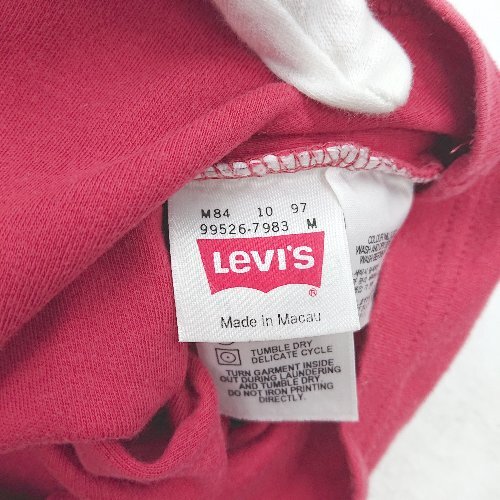 M84 10 97
99526-7983 M
LEVI'S
®
Made in Macau
TUMBLE DRY
DELICATE CYCLE
TURN GARMENT INSIDE
OUT DURING LAUNDERING
AND TUMBLE DRY
DO NOT IRON PRINTING
DIRECTLY.